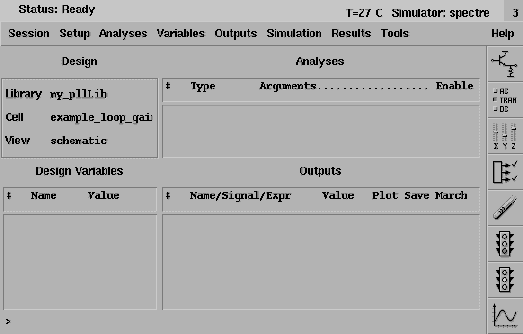 Status: Ready
T=27 C Simulator: spectre 3
Session Setup Analyses Variables Outputs Simulation Results Tools Help
Design
Analyses
# Type Arguments.................. Enable
Library my_pllLib
Cell example_loop_gai
View schematic
AC
TRAN
DC
X Y Z
Design Variables
Outputs
# Name Value
# Name/Signal/Expr Value Plot Save March
>